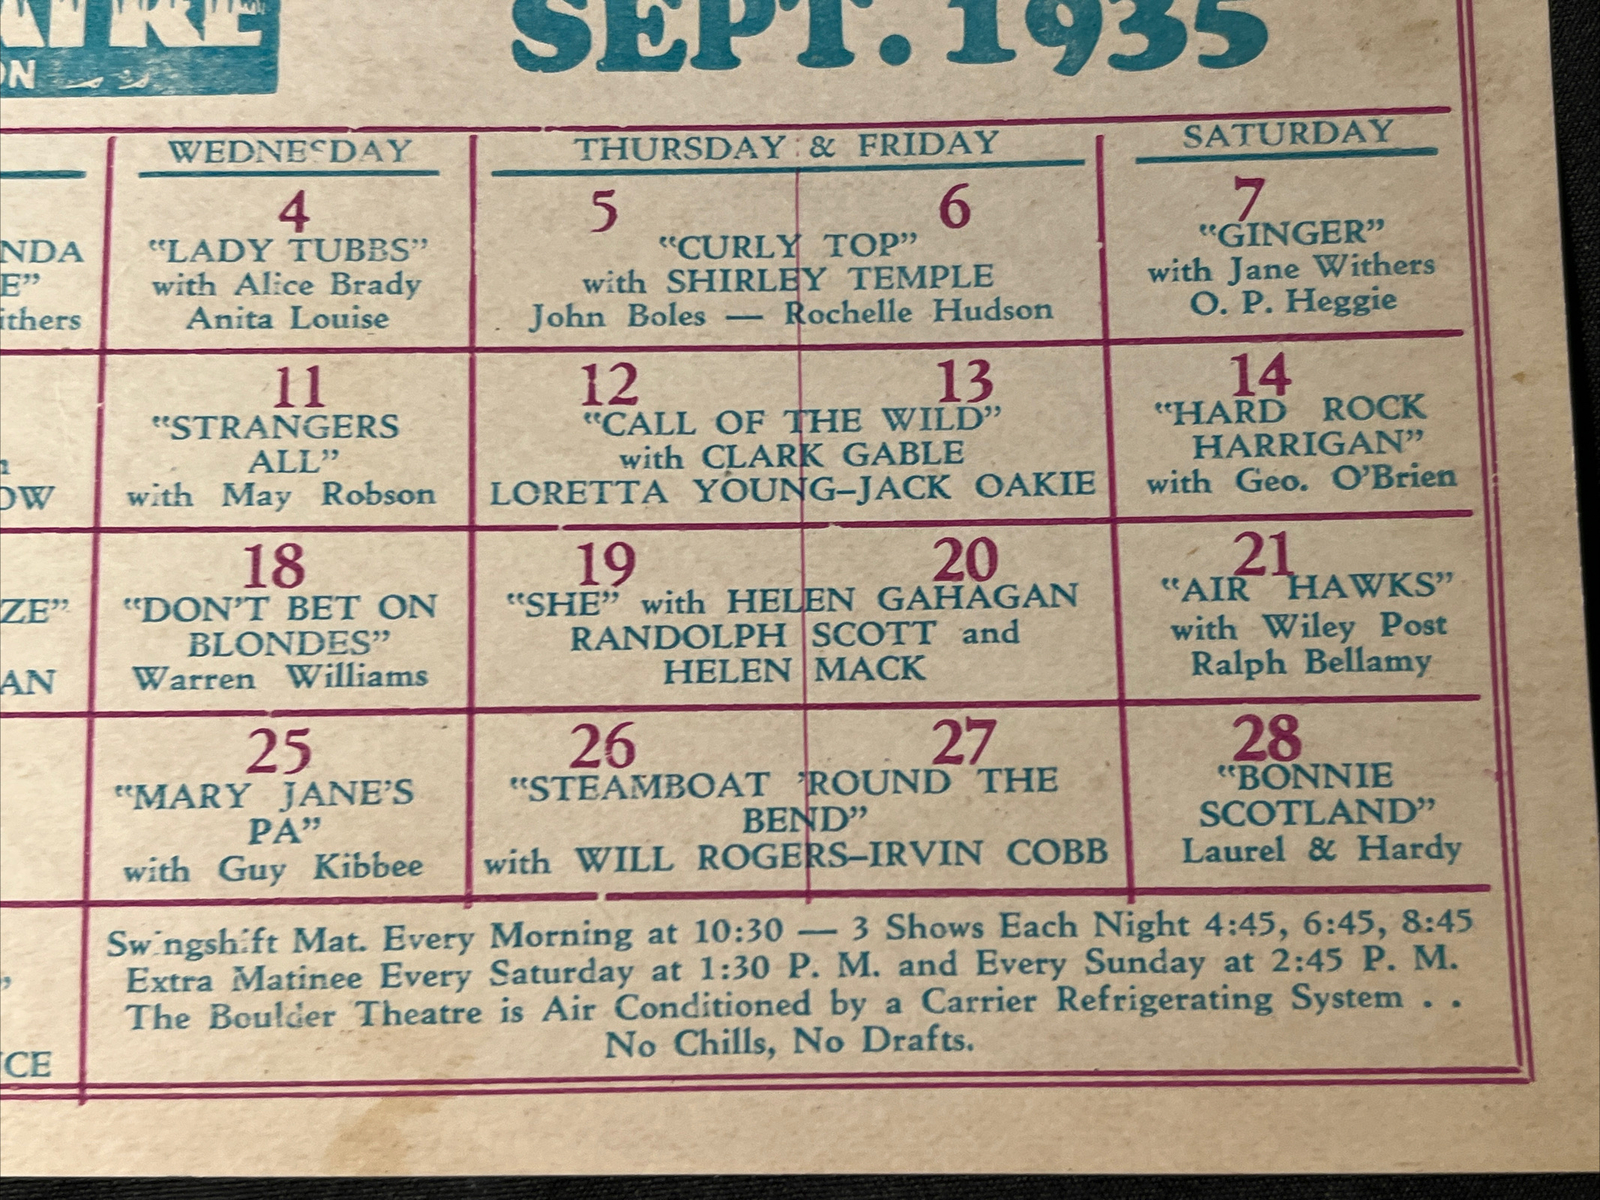 SEPT. 1935
ON
WEDNESDAY
THURSDAY & FRIDAY
SATURDAY
4
"LADY TUBBS"
with Alice Brady
Anita Louise
5 6
"CURLY TOP"
with SHIRLEY TEMPLE
John Boles — Rochelle Hudson
7
"GINGER"
with Jane Withers
O. P. Heggie
NDA
E"
ithers
11
"STRANGERS
ALL"
with May Robson
12 13
"CALL OF THE WILD"
with CLARK GABLE
LORETTA YOUNG–JACK OAKIE
14
"HARD ROCK
HARRIGAN"
with Geo. O'Brien
OW
18
"DON'T BET ON
BLONDES"
Warren Williams
19 20
"SHE" with HELEN GAHAGAN
RANDOLPH SCOTT and
HELEN MACK
21
"AIR HAWKS"
with Wiley Post
Ralph Bellamy
ZE"
AN
25
"MARY JANE'S
PA"
with Guy Kibbee
26 27
"STEAMBOAT 'ROUND THE
BEND"
with WILL ROGERS–IRVIN COBB
28
"BONNIE
SCOTLAND"
Laurel & Hardy
Swingshift Mat. Every Morning at 10:30 — 3 Shows Each Night 4:45, 6:45, 8:45
Extra Matinee Every Saturday at 1:30 P. M. and Every Sunday at 2:45 P. M.
The Boulder Theatre is Air Conditioned by a Carrier Refrigerating System . .
No Chills, No Drafts.
CE